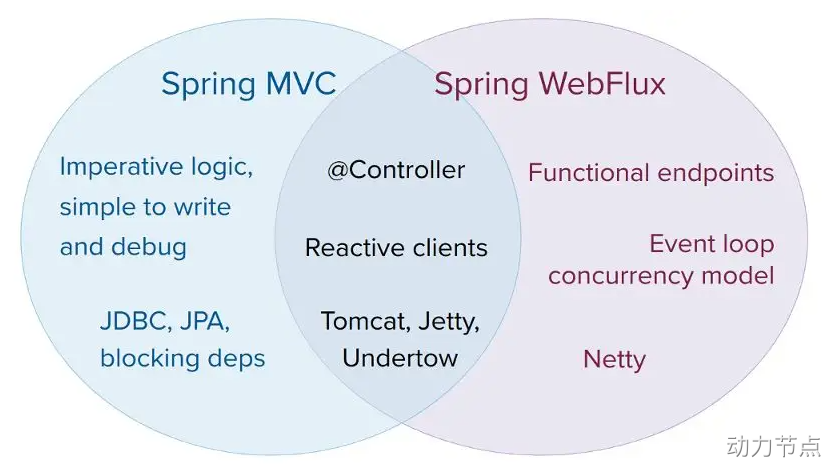 Spring MVC
Spring WebFlux
Imperative logic,
simple to write
and debug
JDBC, JPA,
blocking deps
@Controller
Reactive clients
Tomcat, Jetty,
Undertow
Functional endpoints
Event loop
concurrency model
Netty
动力节点